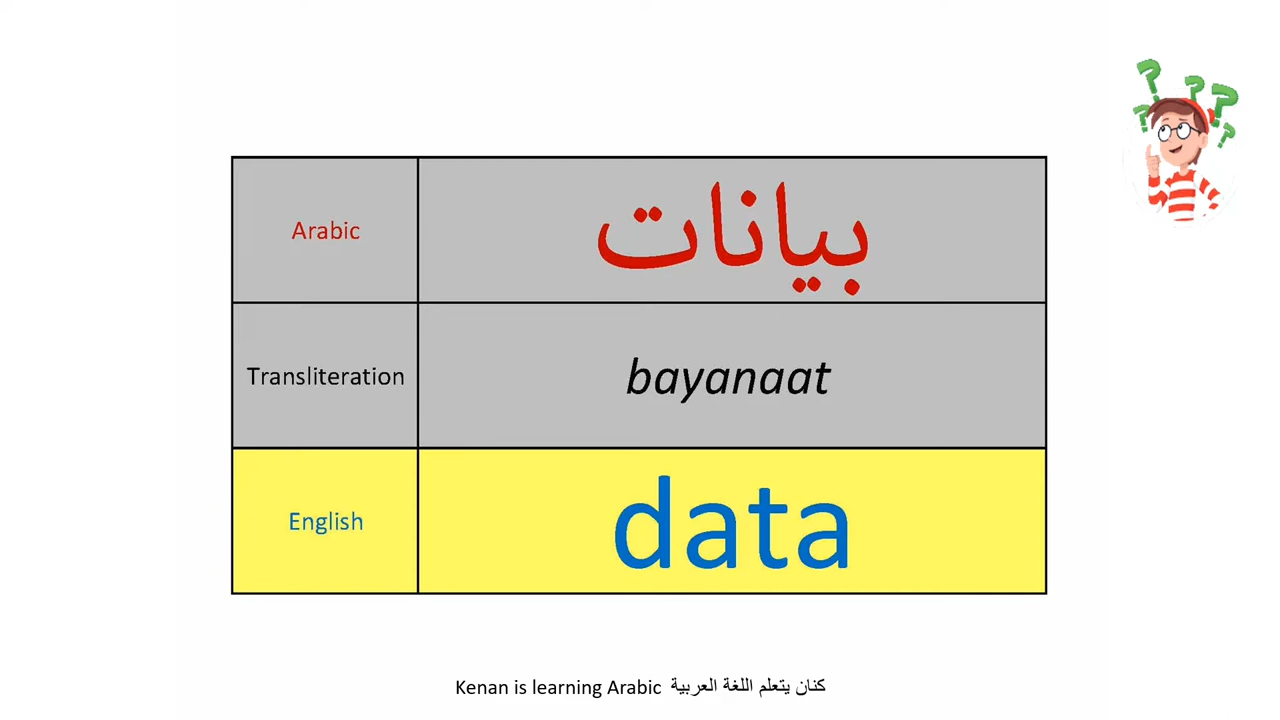 Arabic بيانات
Transliteration bayanaat
English data
Kenan is learning Arabic كنان يتعلم اللغة العربية